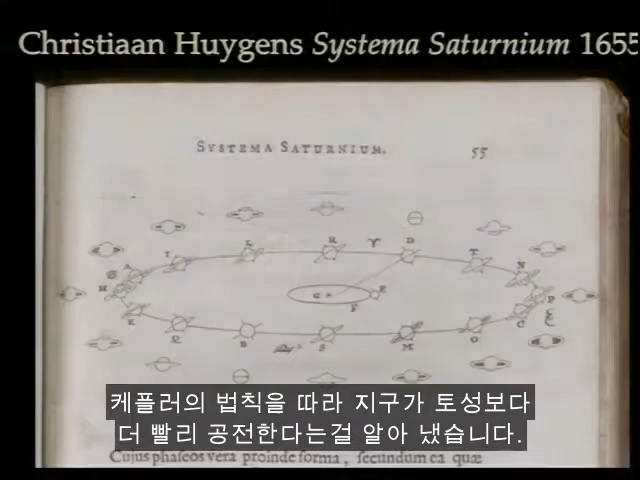 Christiaan Huygens Systema Saturnium 1655
SYSTEMA SATURNIUM.
55
L
R
♈
D
I
T
A
N
H
G
E
P
F
K
C
Q
B
S
M
O
케플러의 법칙을 따라 지구가 토성보다
더 빨리 공전한다는걸 알아 냈습니다.
Cujus phaseos vera proinde forma, secundum ea quæ